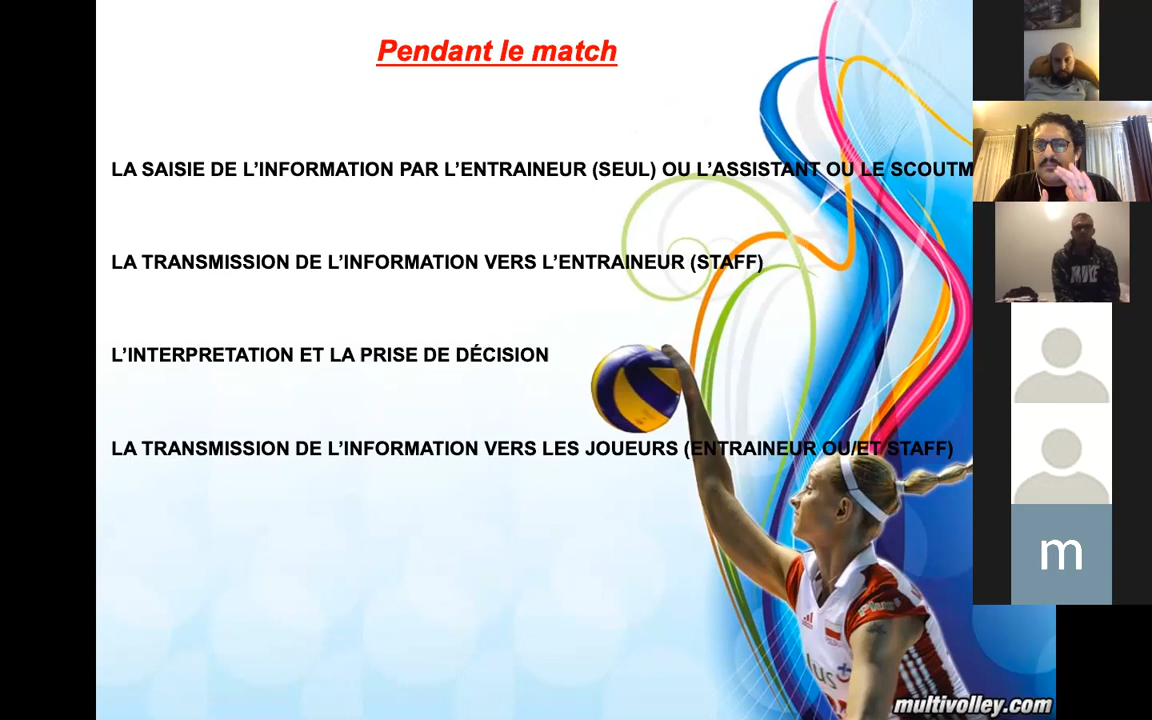 Pendant le match
LA SAISIE DE L’INFORMATION PAR L’ENTRAINEUR (SEUL) OU L’ASSISTANT OU LE SCOUTM
LA TRANSMISSION DE L’INFORMATION VERS L’ENTRAINEUR (STAFF)
L’INTERPRETATION ET LA PRISE DE DÉCISION
LA TRANSMISSION DE L’INFORMATION VERS LES JOUEURS (ENTRAINEUR OU/ET STAFF)
m
Plus
multivolley.com